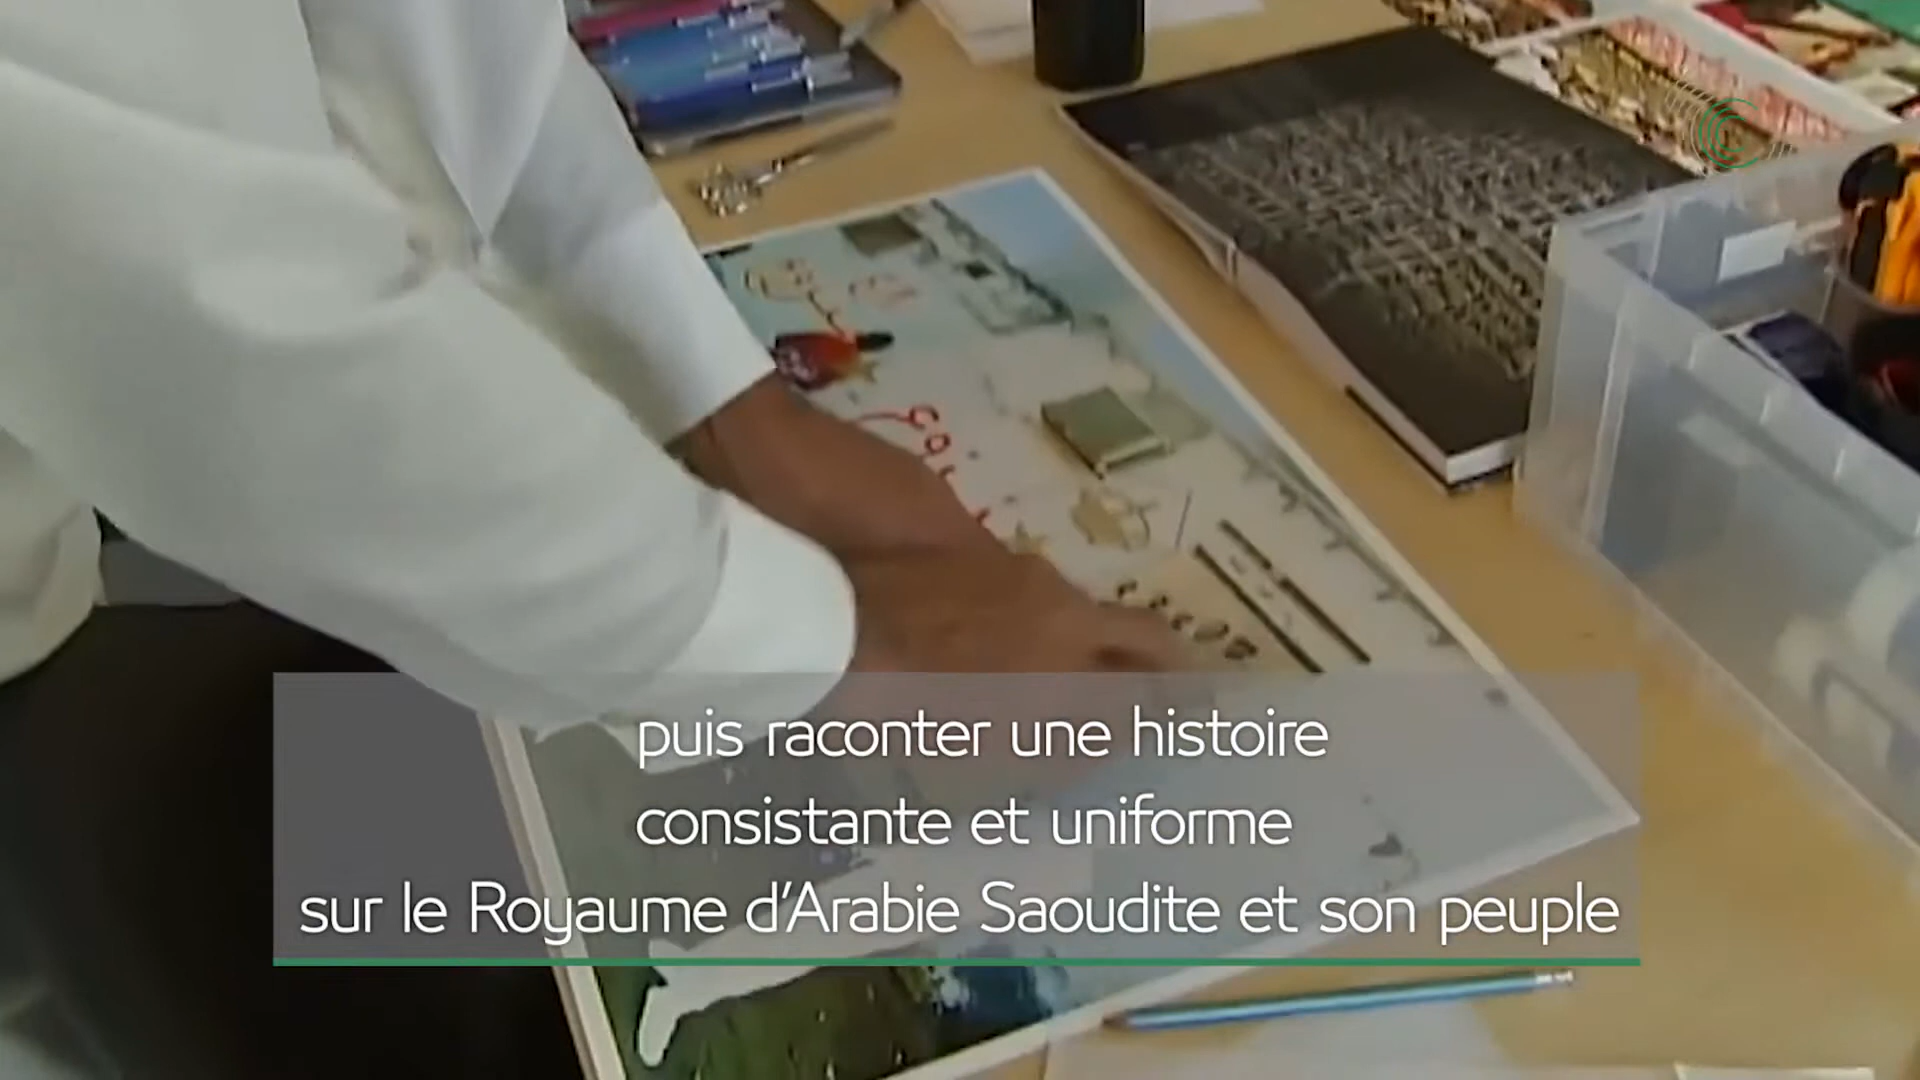 puis raconter une histoire
consistante et uniforme
sur le Royaume d'Arabie Saoudite et son peuple